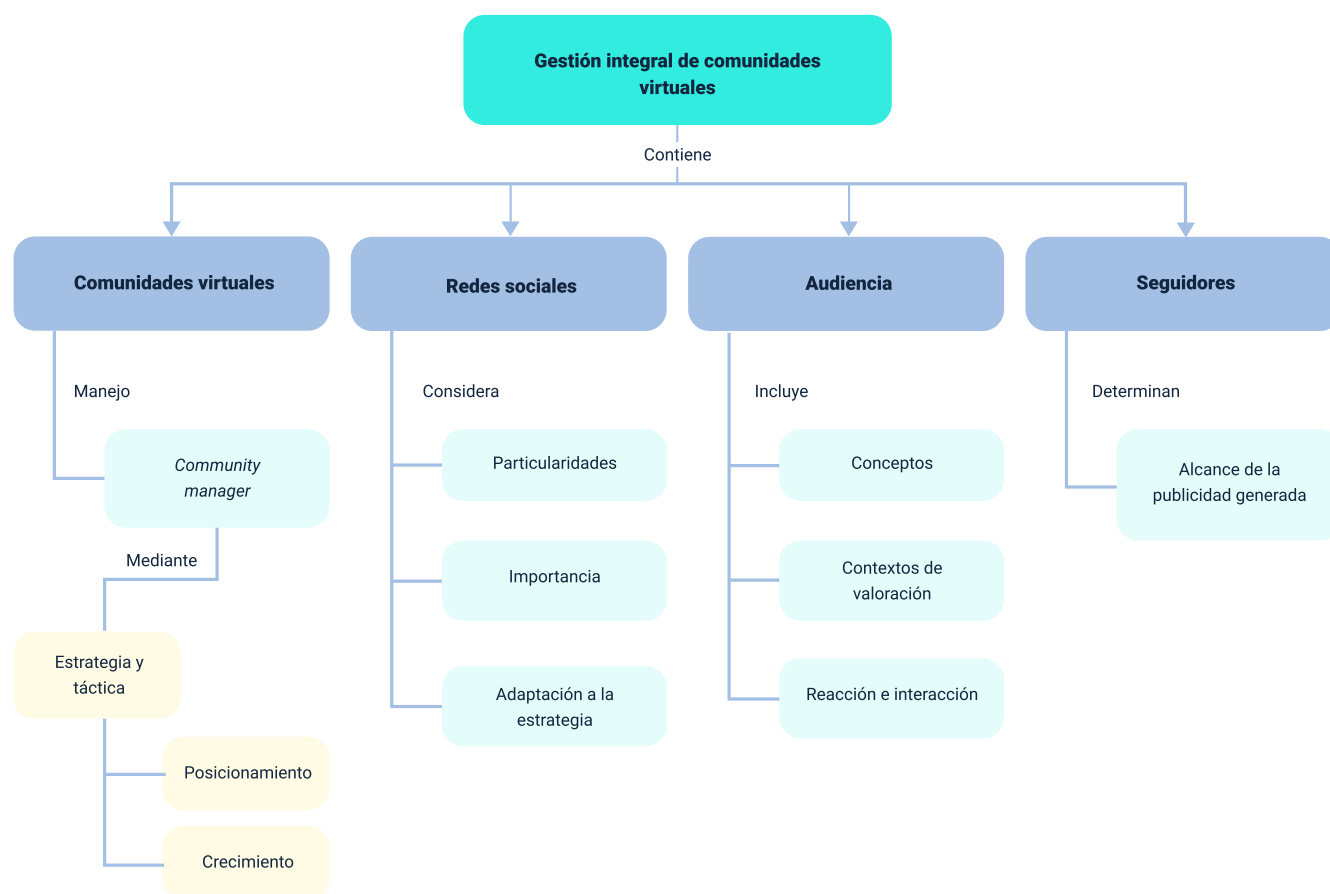 Gestión integral de comunidades
virtuales
Contiene
Comunidades virtuales
Redes sociales
Audiencia
Seguidores
Manejo
Considera
Incluye
Determinan
Community
manager
Particularidades
Conceptos
Alcance de la
publicidad generada
Mediante
Importancia
Contextos de
valoración
Estrategia y
táctica
Adaptación a la
estrategia
Reacción e interacción
Posicionamiento
Crecimiento